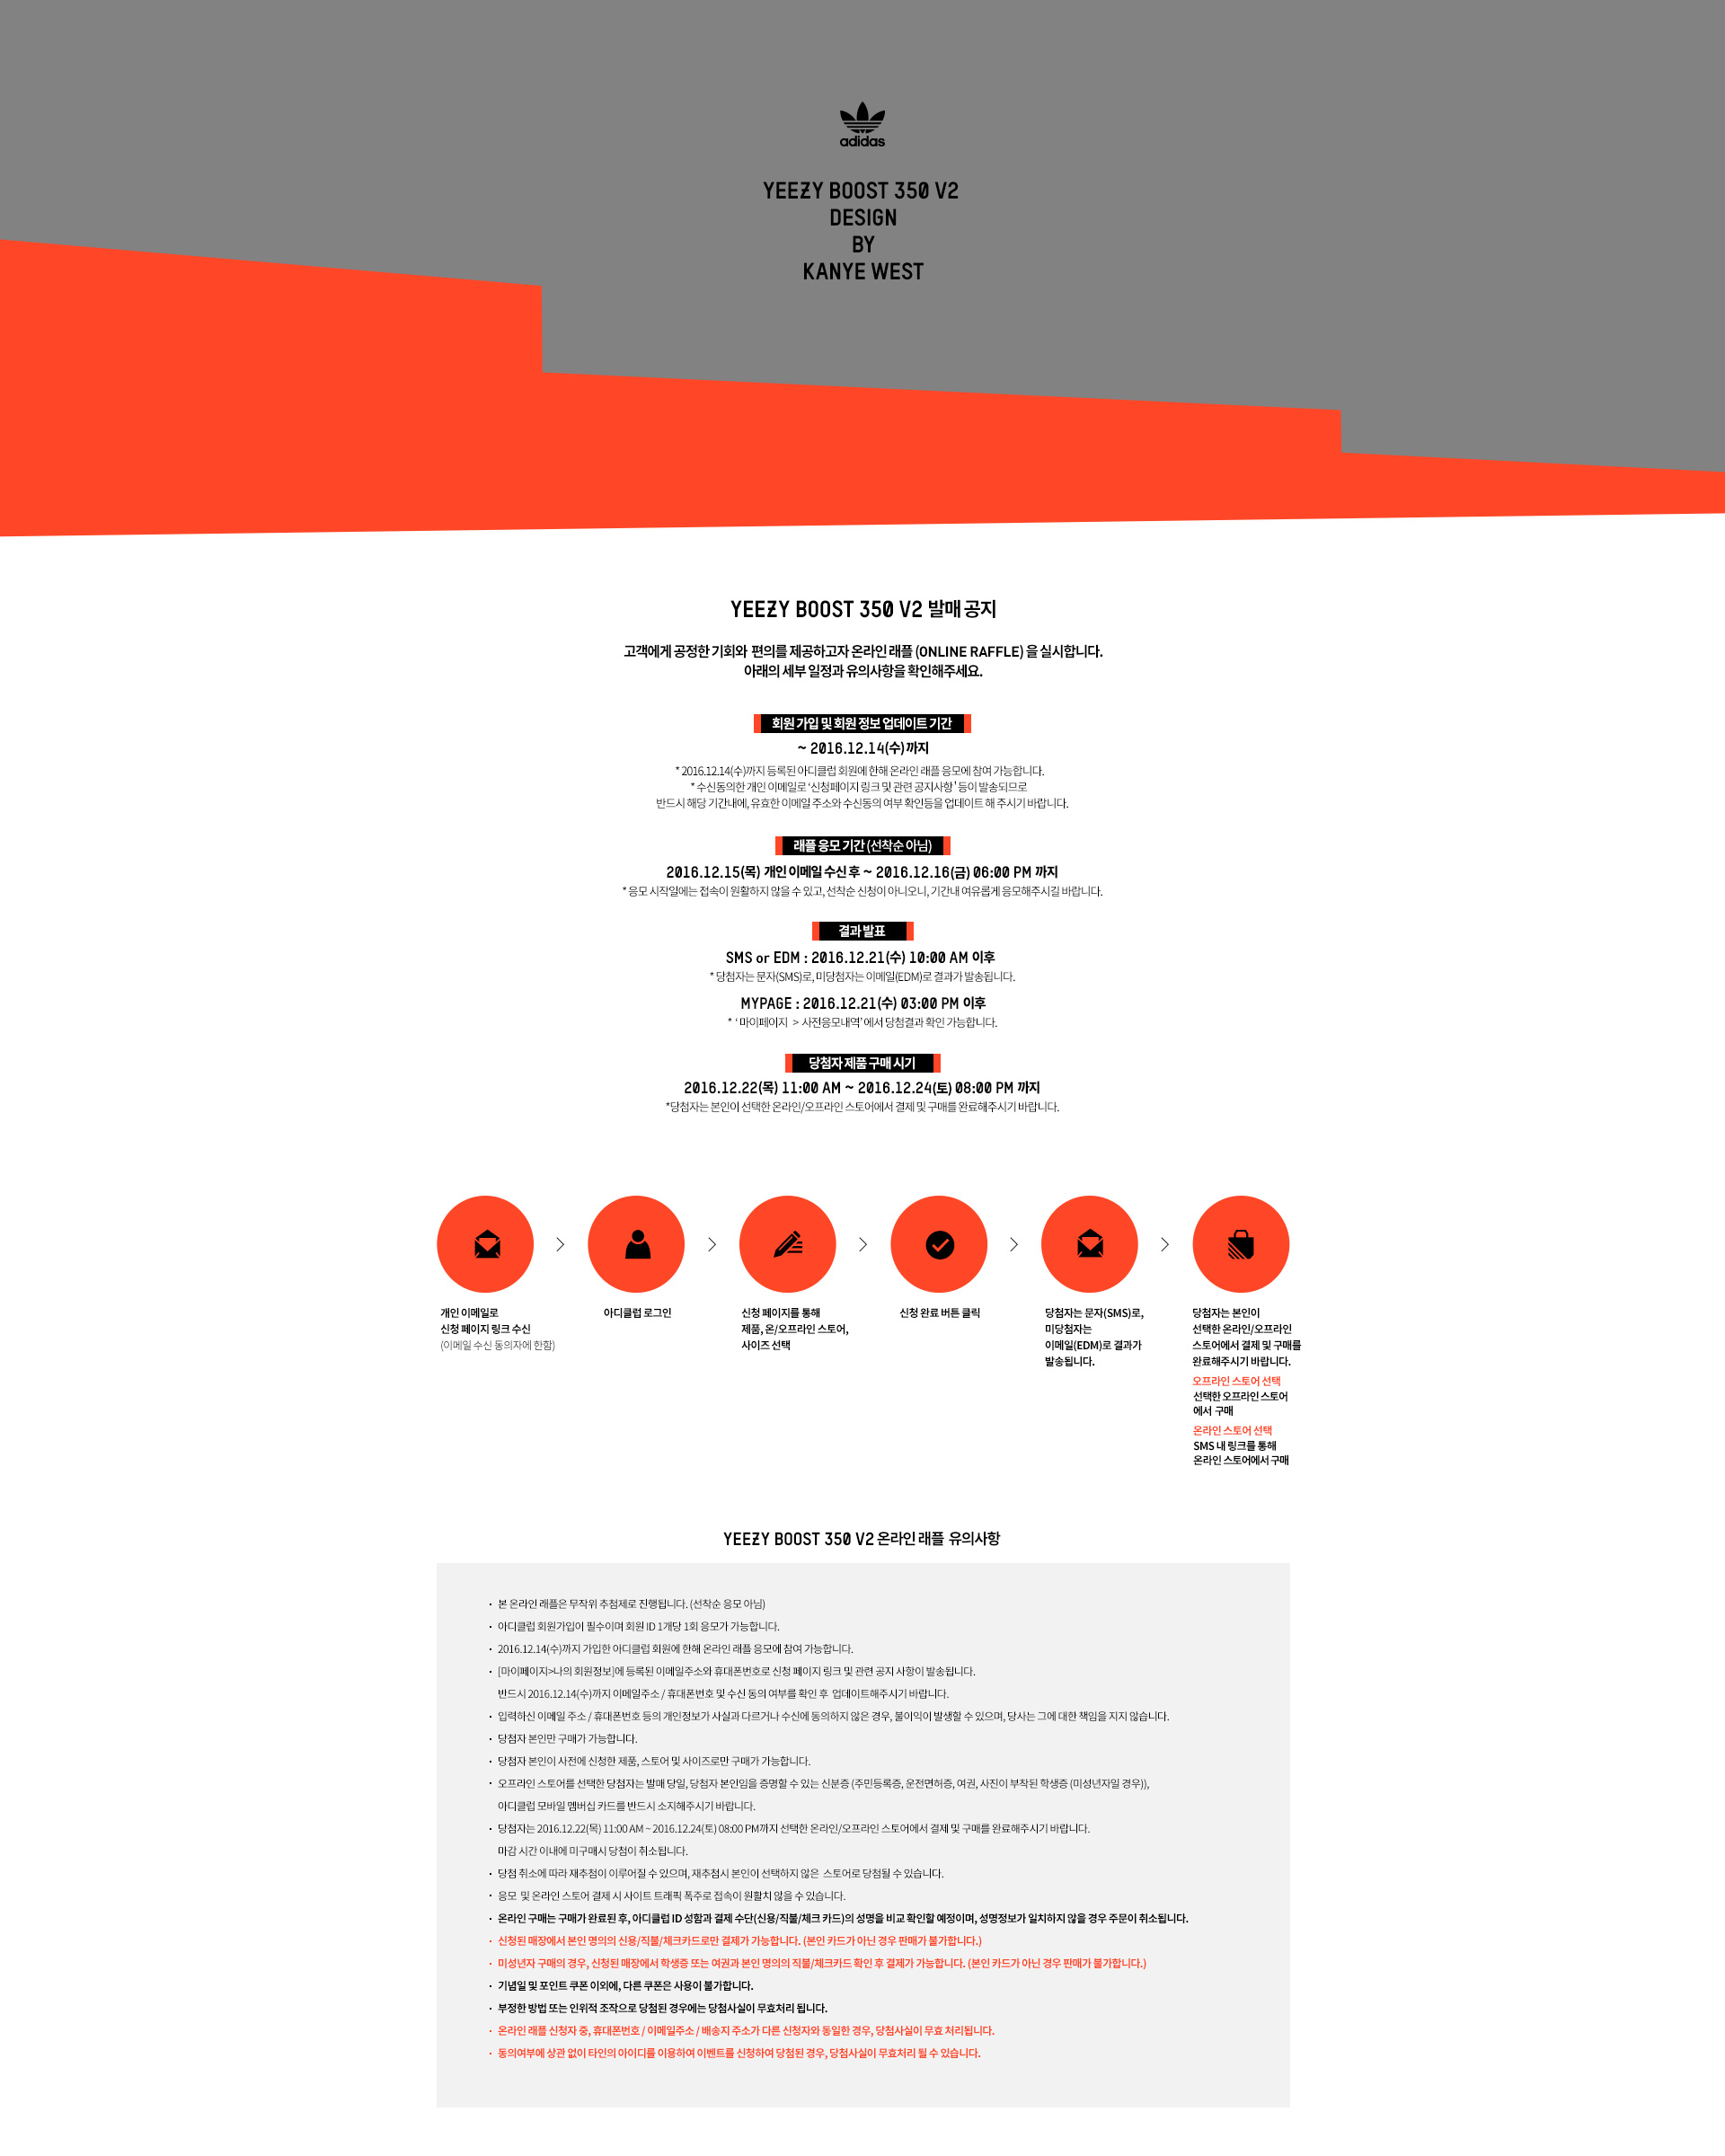 adidas
YEEZY BOOST 350 V2
DESIGN
BY
KANYE WEST
YEEZY BOOST 350 V2 발매 공지
고객에게 공정한 기회와 편의를 제공하고자 온라인 래플 (ONLINE RAFFLE) 을 실시합니다.
아래의 세부 일정과 유의사항을 확인해주세요.
회원 가입 및 회원 정보 업데이트 기간
~ 2016.12.14(수)까지
* 2016.12.14(수)까지 등록된 아디클럽 회원에 한해 온라인 래플 응모에 참여 가능합니다.
* 수신동의한 개인 이메일로 ‘신청페이지 링크 및 관련 공지사항’ 등이 발송되므로
반드시 해당 기간내에, 유효한 이메일 주소와 수신동의 여부 확인등을 업데이트 해 주시기 바랍니다.
래플 응모 기간 (선착순 아님)
2016.12.15(목) 개인 이메일 수신 후 ~ 2016.12.16(금) 06:00 PM 까지
* 응모 시작일에는 접속이 원활하지 않을 수 있고, 선착순 신청이 아니오니, 기간내 여유롭게 응모해주시길 바랍니다.
결과 발표
SMS or EDM : 2016.12.21(수) 10:00 AM 이후
* 당첨자는 문자(SMS)로, 미당첨자는 이메일(EDM)로 결과가 발송됩니다.
MYPAGE : 2016.12.21(수) 03:00 PM 이후
* ‘ 마이페이지 > 사전응모내역’ 에서 당첨결과 확인 가능합니다.
당첨자 제품 구매 시기
2016.12.22(목) 11:00 AM ~ 2016.12.24(토) 08:00 PM 까지
*당첨자는 본인이 선택한 온라인/오프라인 스토어에서 결제 및 구매를 완료해주시기 바랍니다.
개인 이메일로
신청 페이지 링크 수신
(이메일 수신 동의자에 한함)
아디클럽 로그인
신청 페이지를 통해
제품, 온/오프라인 스토어,
사이즈 선택
신청 완료 버튼 클릭
당첨자는 문자(SMS)로,
미당첨자는
이메일(EDM)로 결과가
발송됩니다.
당첨자는 본인이
선택한 온라인/오프라인
스토어에서 결제 및 구매를
완료해주시기 바랍니다.
오프라인 스토어 선택
선택한 오프라인 스토어
에서 구매
온라인 스토어 선택
SMS 내 링크를 통해
온라인 스토어에서 구매
YEEZY BOOST 350 V2 온라인 래플 유의사항
· 본 온라인 래플은 무작위 추첨제로 진행됩니다. (선착순 응모 아님)
· 아디클럽 회원가입이 필수이며 회원 ID 1개당 1회 응모가 가능합니다.
· 2016.12.14(수)까지 가입한 아디클럽 회원에 한해 온라인 래플 응모에 참여 가능합니다.
· [마이페이지>나의 회원정보]에 등록된 이메일주소와 휴대폰번호로 신청 페이지 링크 및 관련 공지 사항이 발송됩니다.
반드시 2016.12.14(수)까지 이메일주소 / 휴대폰번호 및 수신 동의 여부를 확인 후 업데이트해주시기 바랍니다.
· 입력하신 이메일 주소 / 휴대폰번호 등의 개인정보가 사실과 다르거나 수신에 동의하지 않은 경우, 불이익이 발생할 수 있으며, 당사는 그에 대한 책임을 지지 않습니다.
· 당첨자 본인만 구매가 가능합니다.
· 당첨자 본인이 사전에 신청한 제품, 스토어 및 사이즈로만 구매가 가능합니다.
· 오프라인 스토어를 선택한 당첨자는 발매 당일, 당첨자 본인임을 증명할 수 있는 신분증 (주민등록증, 운전면허증, 여권, 사진이 부착된 학생증 (미성년자일 경우)),
아디클럽 모바일 멤버십 카드를 반드시 소지해주시기 바랍니다.
· 당첨자는 2016.12.22(목) 11:00 AM ~ 2016.12.24(토) 08:00 PM까지 선택한 온라인/오프라인 스토어에서 결제 및 구매를 완료해주시기 바랍니다.
마감 시간 이내에 미구매시 당첨이 취소됩니다.
· 당첨 취소에 따라 재추첨이 이루어질 수 있으며, 재추첨시 본인이 선택하지 않은 스토어로 당첨될 수 있습니다.
· 응모 및 온라인 스토어 결제 시 사이트 트래픽 폭주로 접속이 원활치 않을 수 있습니다.
· 온라인 구매는 구매가 완료된 후, 아디클럽 ID 성함과 결제 수단(신용/직불/체크 카드)의 성명을 비교 확인할 예정이며, 성명정보가 일치하지 않을 경우 주문이 취소됩니다.
· 신청된 매장에서 본인 명의의 신용/직불/체크카드로만 결제가 가능합니다. (본인 카드가 아닌 경우 판매가 불가합니다.)
· 미성년자 구매의 경우, 신청된 매장에서 학생증 또는 여권과 본인 명의의 직불/체크카드 확인 후 결제가 가능합니다. (본인 카드가 아닌 경우 판매가 불가합니다.)
· 기념일 및 포인트 쿠폰 이외에, 다른 쿠폰은 사용이 불가합니다.
· 부정한 방법 또는 인위적 조작으로 당첨된 경우에는 당첨사실이 무효처리 됩니다.
· 온라인 래플 신청자 중, 휴대폰번호 / 이메일주소 / 배송지 주소가 다른 신청자와 동일한 경우, 당첨사실이 무효 처리됩니다.
· 동의여부에 상관 없이 타인의 아이디를 이용하여 이벤트를 신청하여 당첨된 경우, 당첨사실이 무효처리 될 수 있습니다.